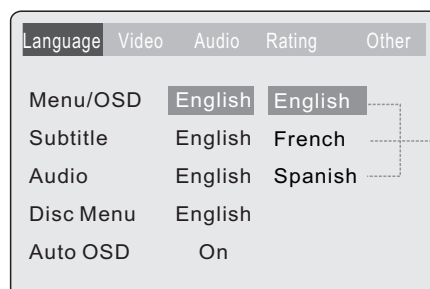 Language Video Audio Rating Other
Menu/OSD English English
Subtitle English French
Audio English Spanish
Disc Menu English
Auto OSD On